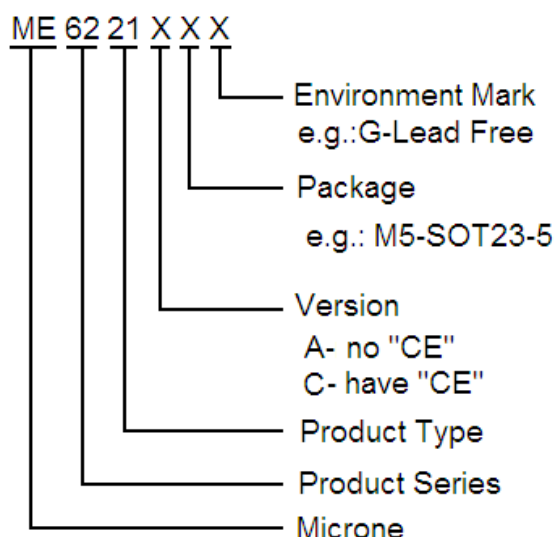 ME 62 21 X X X
Environment Mark
e.g.:G-Lead Free
Package
e.g.: M5-SOT23-5
Version
A- no "CE"
C- have "CE"
Product Type
Product Series
Microne